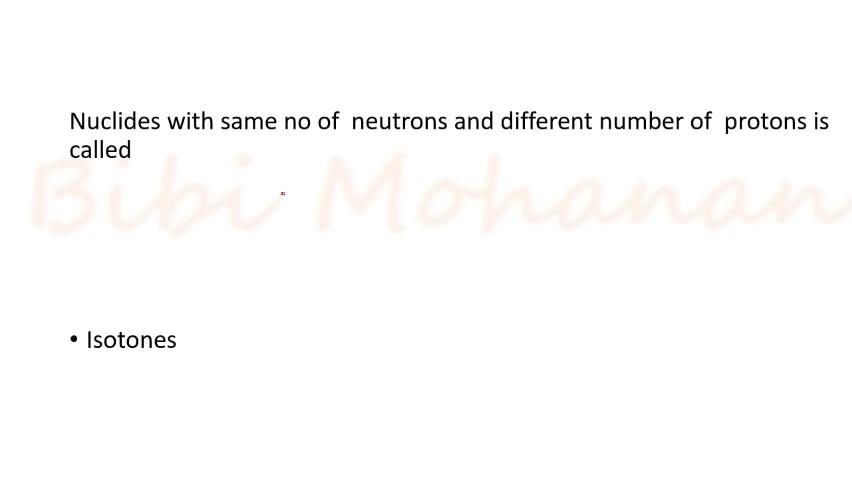 Nuclides with same no of  neutrons and different number of  protons is
called
Bibi Mohanan
• Isotones